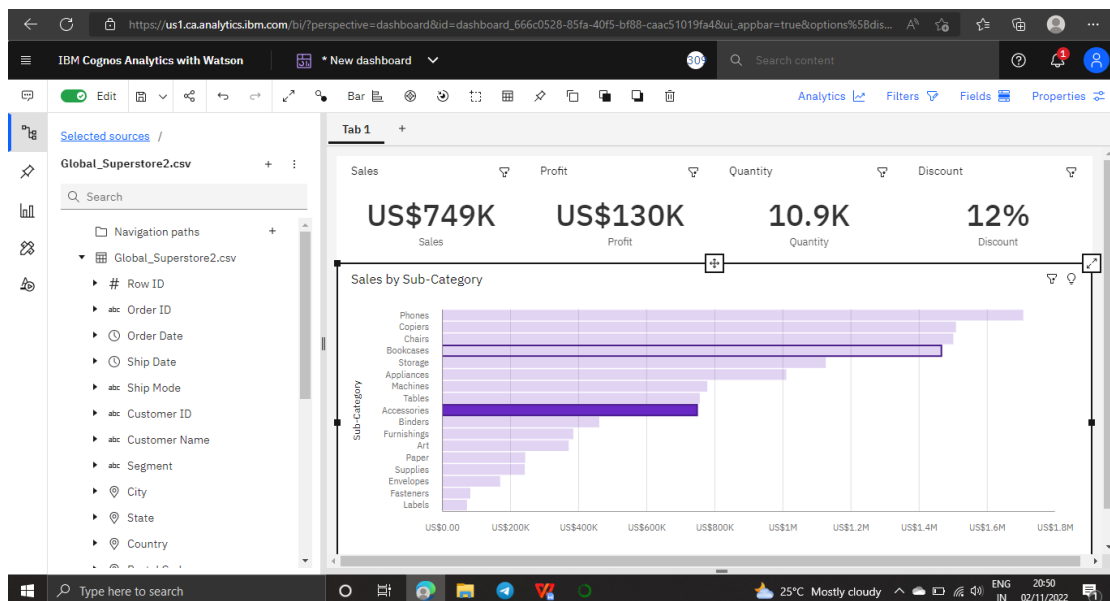 https://us1.ca.analytics.ibm.com/bi/?perspective=dashboard&id=dashboard_666c0528-85fa-40f5-bf88-caac51019fa4&ui_appbar=true&options%5Bdis...
IBM Cognos Analytics with Watson
* New dashboard
Search content
1
Edit
Bar
Analytics
Filters
Fields
Properties
Selected sources /
Global_Superstore2.csv
Search
Navigation paths
Global_Superstore2.csv
# Row ID
abc Order ID
Order Date
Ship Date
abc Ship Mode
abc Customer ID
abc Customer Name
abc Segment
City
State
Country
Tab 1 +
Sales Profit Quantity Discount
US$749K US$130K 10.9K 12%
Sales Profit Quantity Discount
Sales by Sub-Category
Sub-Category
Phones
Copiers
Chairs
Bookcases
Storage
Appliances
Machines
Tables
Accessories
Binders
Furnishings
Art
Paper
Supplies
Envelopes
Fasteners
Labels
US$0.00 US$200K US$400K US$600K US$800K US$1M US$1.2M US$1.4M US$1.6M US$1.8M
Type here to search
25°C Mostly cloudy
ENG
IN
20:50
02/11/2022